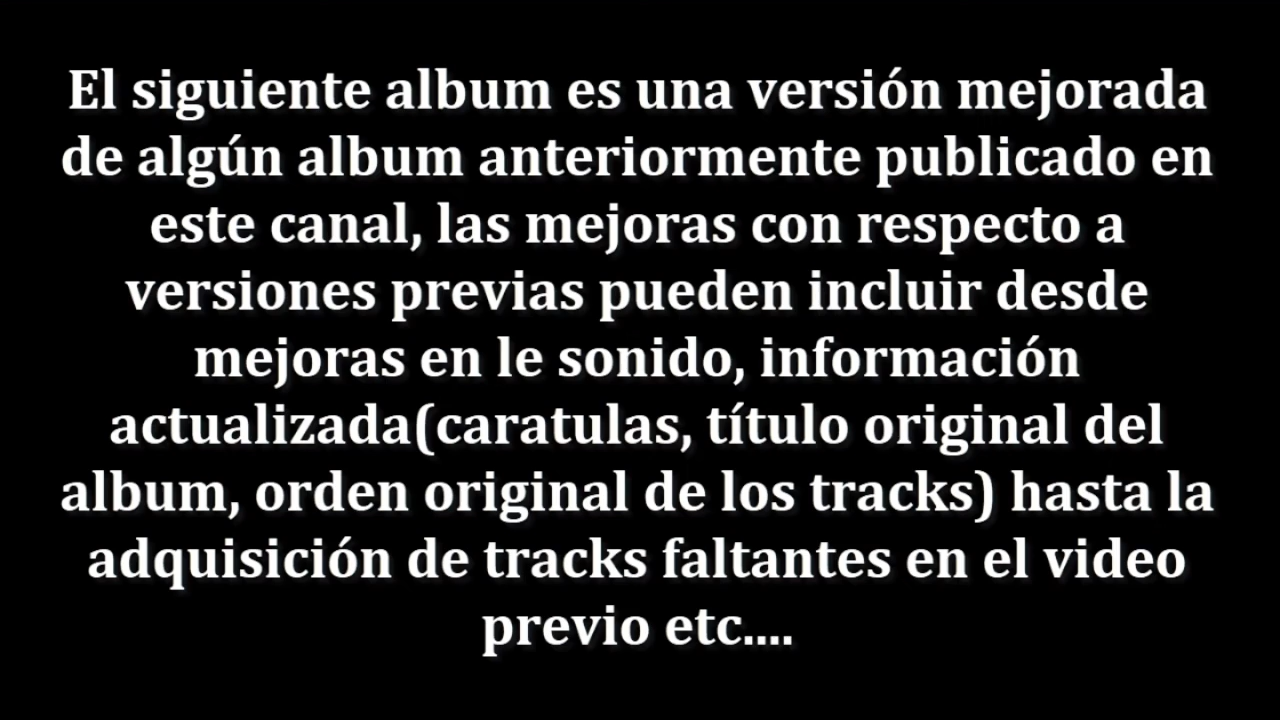 El siguiente album es una versión mejorada
de algún album anteriormente publicado en
este canal, las mejoras con respecto a
versiones previas pueden incluir desde
mejoras en le sonido, información
actualizada(caratulas, título original del
album, orden original de los tracks) hasta la
adquisición de tracks faltantes en el video
previo etc....